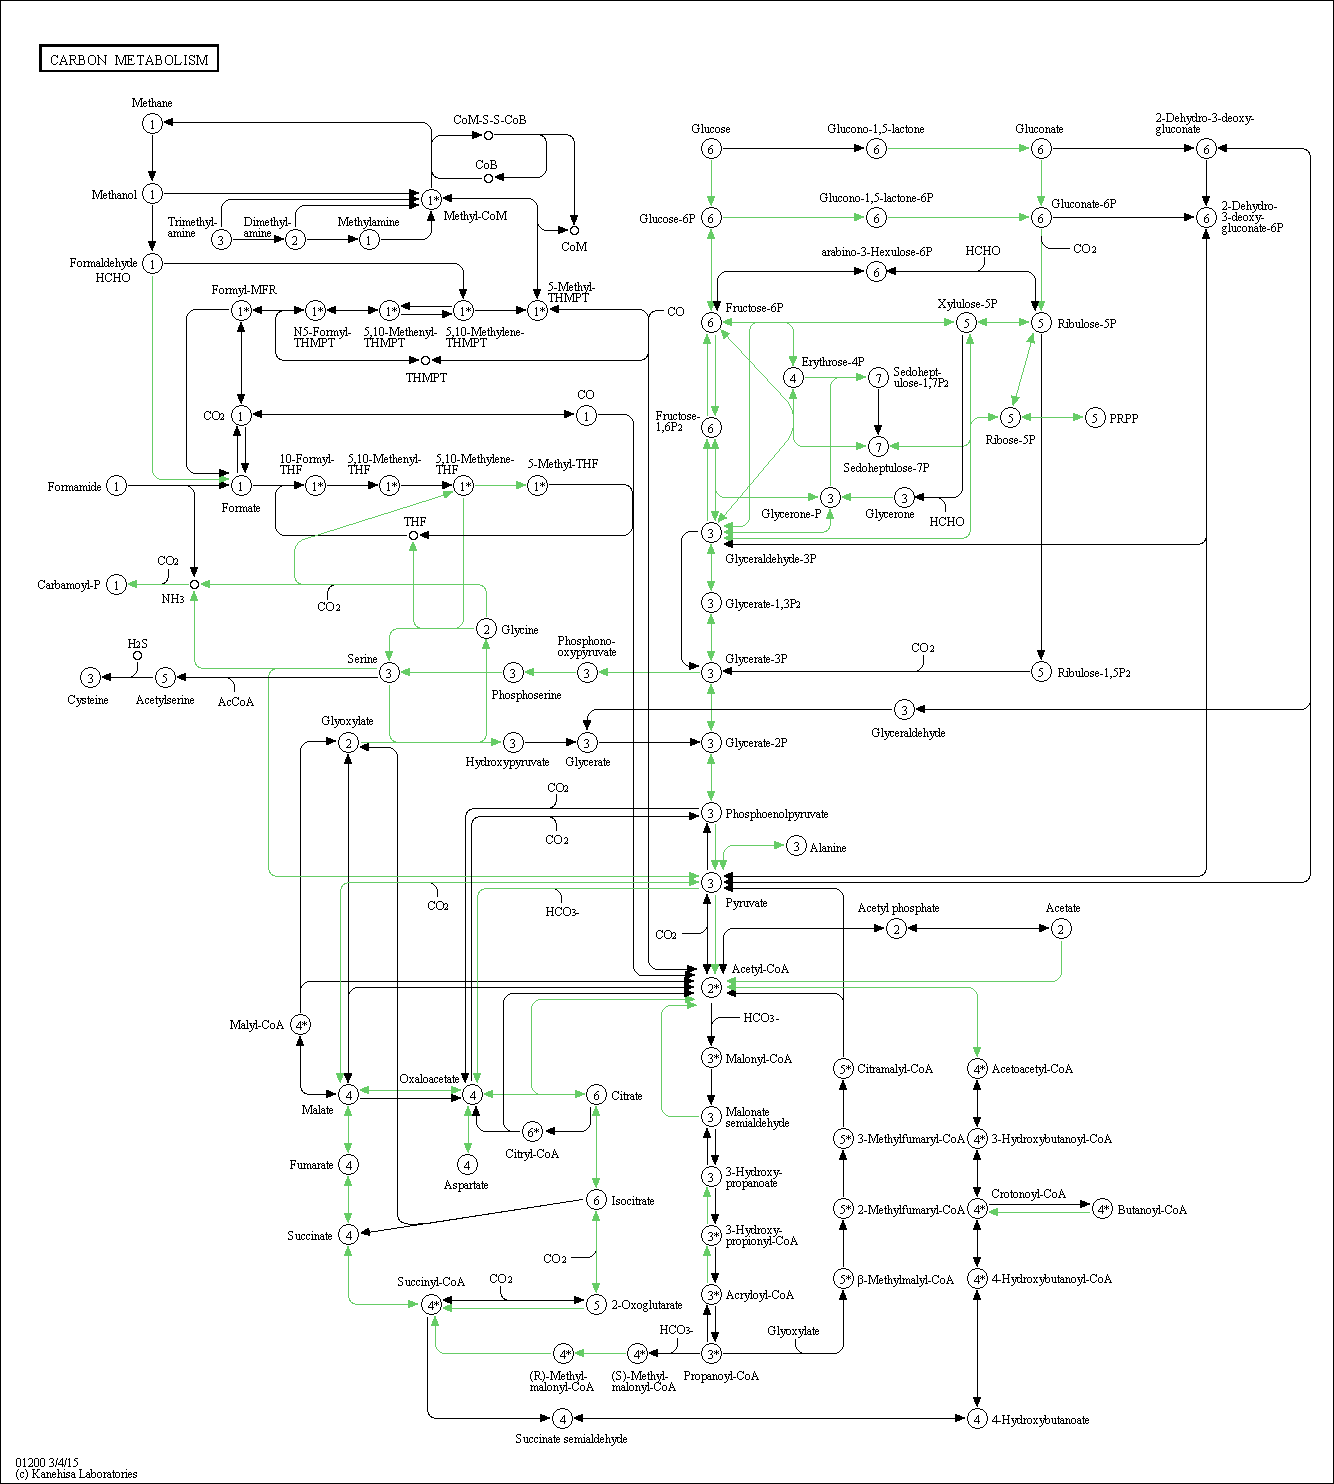 CARBON METABOLISM
Methane
1
CoM-S-S-CoB
CoB
Methanol
1
1*
Methyl-CoM
Trimethyl-
amine
3
Dimethyl-
amine
2
Methylamine
1
CoM
Formaldehyde
HCHO
1
Formyl-MFR
1*
1*
N5-Formyl-
THMPT
1*
5,10-Methenyl-
THMPT
1*
5,10-Methylene-
THMPT
5-Methyl-
THMPT
1*
CO
THMPT
CO2
1
CO
1
10-Formyl-
THF
1*
5,10-Methenyl-
THF
1*
5,10-Methylene-
THF
1*
5-Methyl-THF
1*
Formamide
1
1
Formate
THF
Carbamoyl-P
1
CO2
NH3
CO2
2
Glycine
H2S
Serine
3
3
Cysteine
5
Acetylserine
AcCoA
3
Phosphoserine
Phosphono-
oxypyruvate
3
Glyoxylate
2
3
Hydroxypyruvate
3
Glycerate
Glucose
6
Glucono-1,5-lactone
6
Gluconate
6
2-Dehydro-3-deoxy-
gluconate
6
Glucose-6P
6
Glucono-1,5-lactone-6P
6
Gluconate-6P
6
6
2-Dehydro-
3-deoxy-
gluconate-6P
CO2
arabino-3-Hexulose-6P
6
HCHO
Fructose-6P
6
Xylulose-5P
5
5
Ribulose-5P
Erythrose-4P
4
7
Sedohept-
ulose-1,7P2
Fructose-
1,6P2
6
7
Sedoheptulose-7P
5
Ribose-5P
5
PRPP
3
Glycerone-P
3
Glycerone
HCHO
3
Glyceraldehyde-3P
3
Glycerate-1,3P2
3
Glycerate-3P
CO2
5
Ribulose-1,5P2
3
Glyceraldehyde
3
Glycerate-2P
CO2
CO2
3
Phosphoenolpyruvate
3
Alanine
3
Pyruvate
CO2
HCO3-
CO2
Acetyl phosphate
2
Acetate
2
Acetyl-CoA
2*
HCO3-
Malyl-CoA
4*
3*
Malonyl-CoA
5*
Citramalyl-CoA
4*
Acetoacetyl-CoA
4
Malate
Oxaloacetate
4
6
Citrate
3
Malonate
semialdehyde
6*
Citryl-CoA
5*
3-Methylfumaryl-CoA
4*
3-Hydroxybutanoyl-CoA
Fumarate
4
4
Aspartate
3
3-Hydroxy-
propanoate
6
Isocitrate
5*
2-Methylfumaryl-CoA
Crotonoyl-CoA
4*
4*
Butanoyl-CoA
Succinate
4
3*
3-Hydroxy-
propionyl-CoA
CO2
Succinyl-CoA
4*
CO2
5
2-Oxoglutarate
3*
Acryloyl-CoA
5*
β-Methylmalyl-CoA
4*
4-Hydroxybutanoyl-CoA
4*
(R)-Methyl-
malonyl-CoA
4*
(S)-Methyl-
malonyl-CoA
HCO3-
3*
Propanoyl-CoA
Glyoxylate
4
Succinate semialdehyde
4
4-Hydroxybutanoate
01200 3/4/15
(c) Kanehisa Laboratories